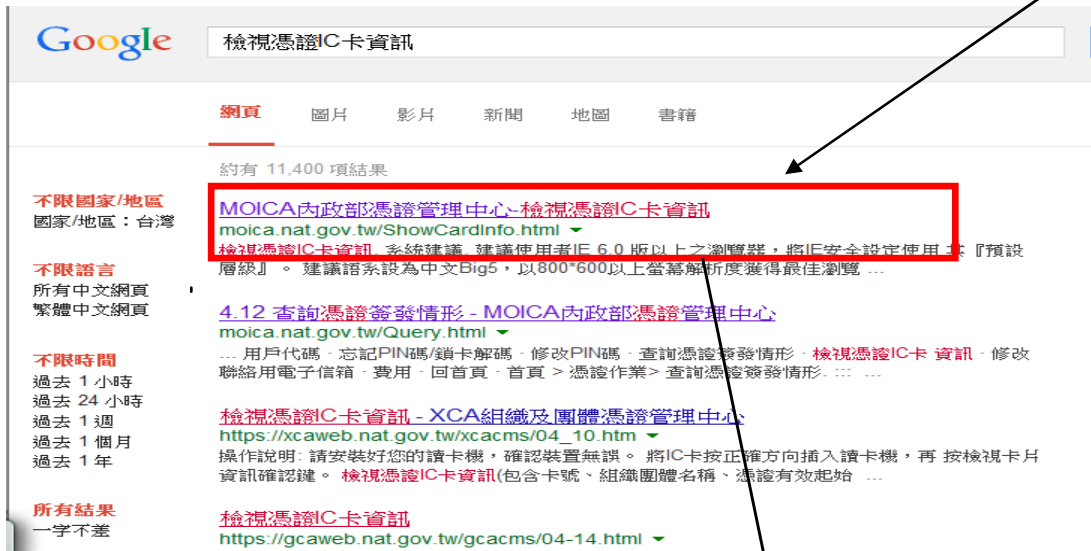 Google
檢視憑證IC卡資訊
網頁 圖片 影片 新聞 地圖 書籍
約有 11,400 項結果
不限國家/地區
國家/地區：台灣
不限語言
所有中文網頁
繁體中文網頁
不限時間
過去 1 小時
過去 24 小時
過去 1 週
過去 1 個月
過去 1 年
所有結果
一字不差
MOICA內政部憑證管理中心-檢視憑證IC卡資訊
moica.nat.gov.tw/ShowCardInfo.html
檢視憑證IC卡資訊. 系統建議. 建議使用者IE 6.0 版以上之瀏覽器，將IE安全設定使用 其『預設
層級』。 建議語系設為中文Big5，以800*600以上螢幕解析度獲得最佳瀏覽 ...
4.12 查詢憑證簽發情形 - MOICA內政部憑證管理中心
moica.nat.gov.tw/Query.html
... 用戶代碼 · 忘記PIN碼/鎖卡解碼 · 修改PIN碼 · 查詢憑證簽發情形 · 檢視憑證IC卡 資訊 · 修改
聯絡用電子信箱 · 費用 · 回首頁 · 首頁 > 憑證作業> 查詢憑證簽發情形. ::: ...
檢視憑證IC卡資訊 - XCA組織及團體憑證管理中心
https://xcaweb.nat.gov.tw/xcacms/04_10.htm
操作說明: 請安裝好您的讀卡機，確認裝置無誤。 將IC卡按正確方向插入讀卡機，再 按檢視卡片
資訊確認鍵。 檢視憑證IC卡資訊(包含卡號、組織團體名稱、憑證有效起始 ...
檢視憑證IC卡資訊
https://gcaweb.nat.gov.tw/gcacms/04-14.html